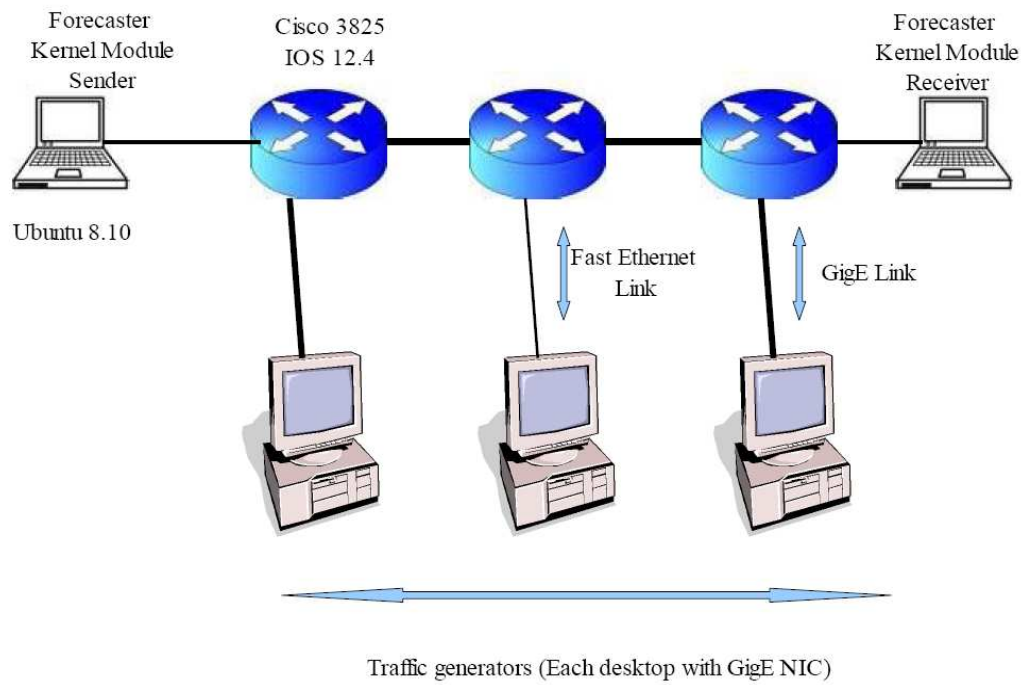 Forecaster
Kernel Module
Sender
Cisco 3825
IOS 12.4
Forecaster
Kernel Module
Receiver
Ubuntu 8.10
Fast Ethernet
Link
GigE Link
Traffic generators (Each desktop with GigE NIC)